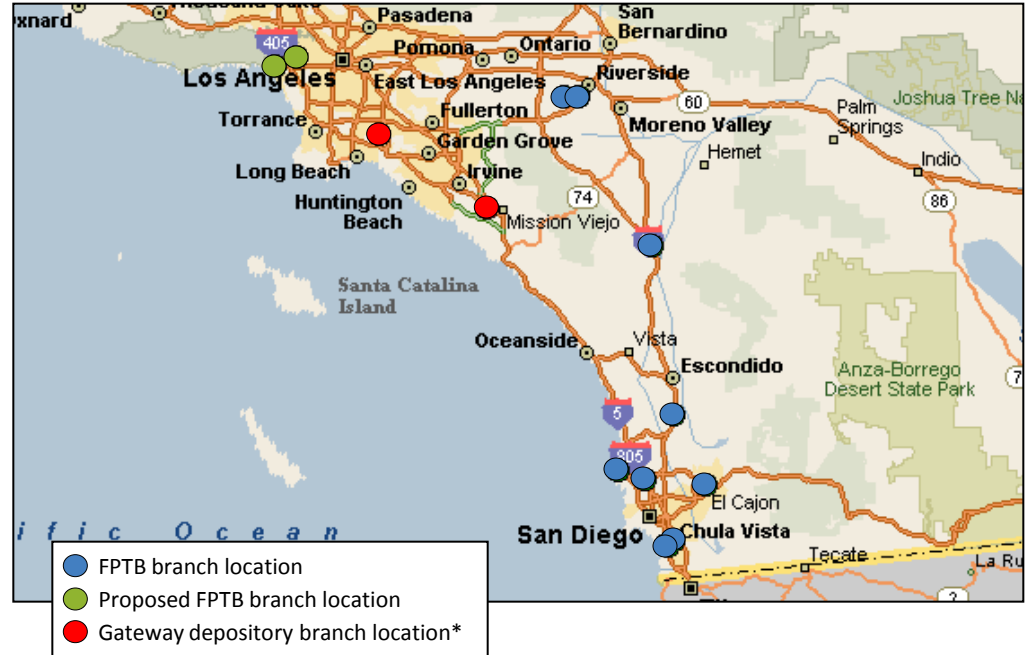 Pasadena
San
Bernardino
405
Pomona
Ontario
Los Angeles
East Los Angeles
Riverside
Fullerton
60
Palm
Springs
Joshua Tree
Torrance
Moreno Valley
Garden Grove
Hemet
Indio
Long Beach
Irvine
74
86
Huntington
Beach
Mission Viejo
Santa Catalina
Island
Oceanside
Vista
Escondido
Anza-Borrego
Desert State Park
5
805
El Cajon
San Diego
Chula Vista
Ocean
Tecate
FPTB branch location
Proposed FPTB branch location
Gateway depository branch location*